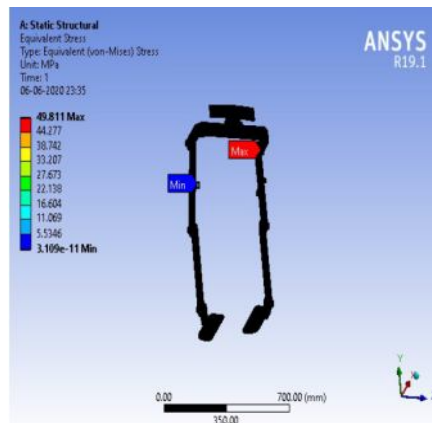 A: Static Structural
Equivalent Stress
Type: Equivalent (von-Mises) Stress
Unit: MPa
Time: 1
06-06-2020 23:35
ANSYS
R19.1
49.811 Max
44.277
38.742
33.207
27.673
22.138
16.604
11.069
5.5346
3.109e-11 Min
Max
Min
0.00
700.00 (mm)
350.00
Y
X